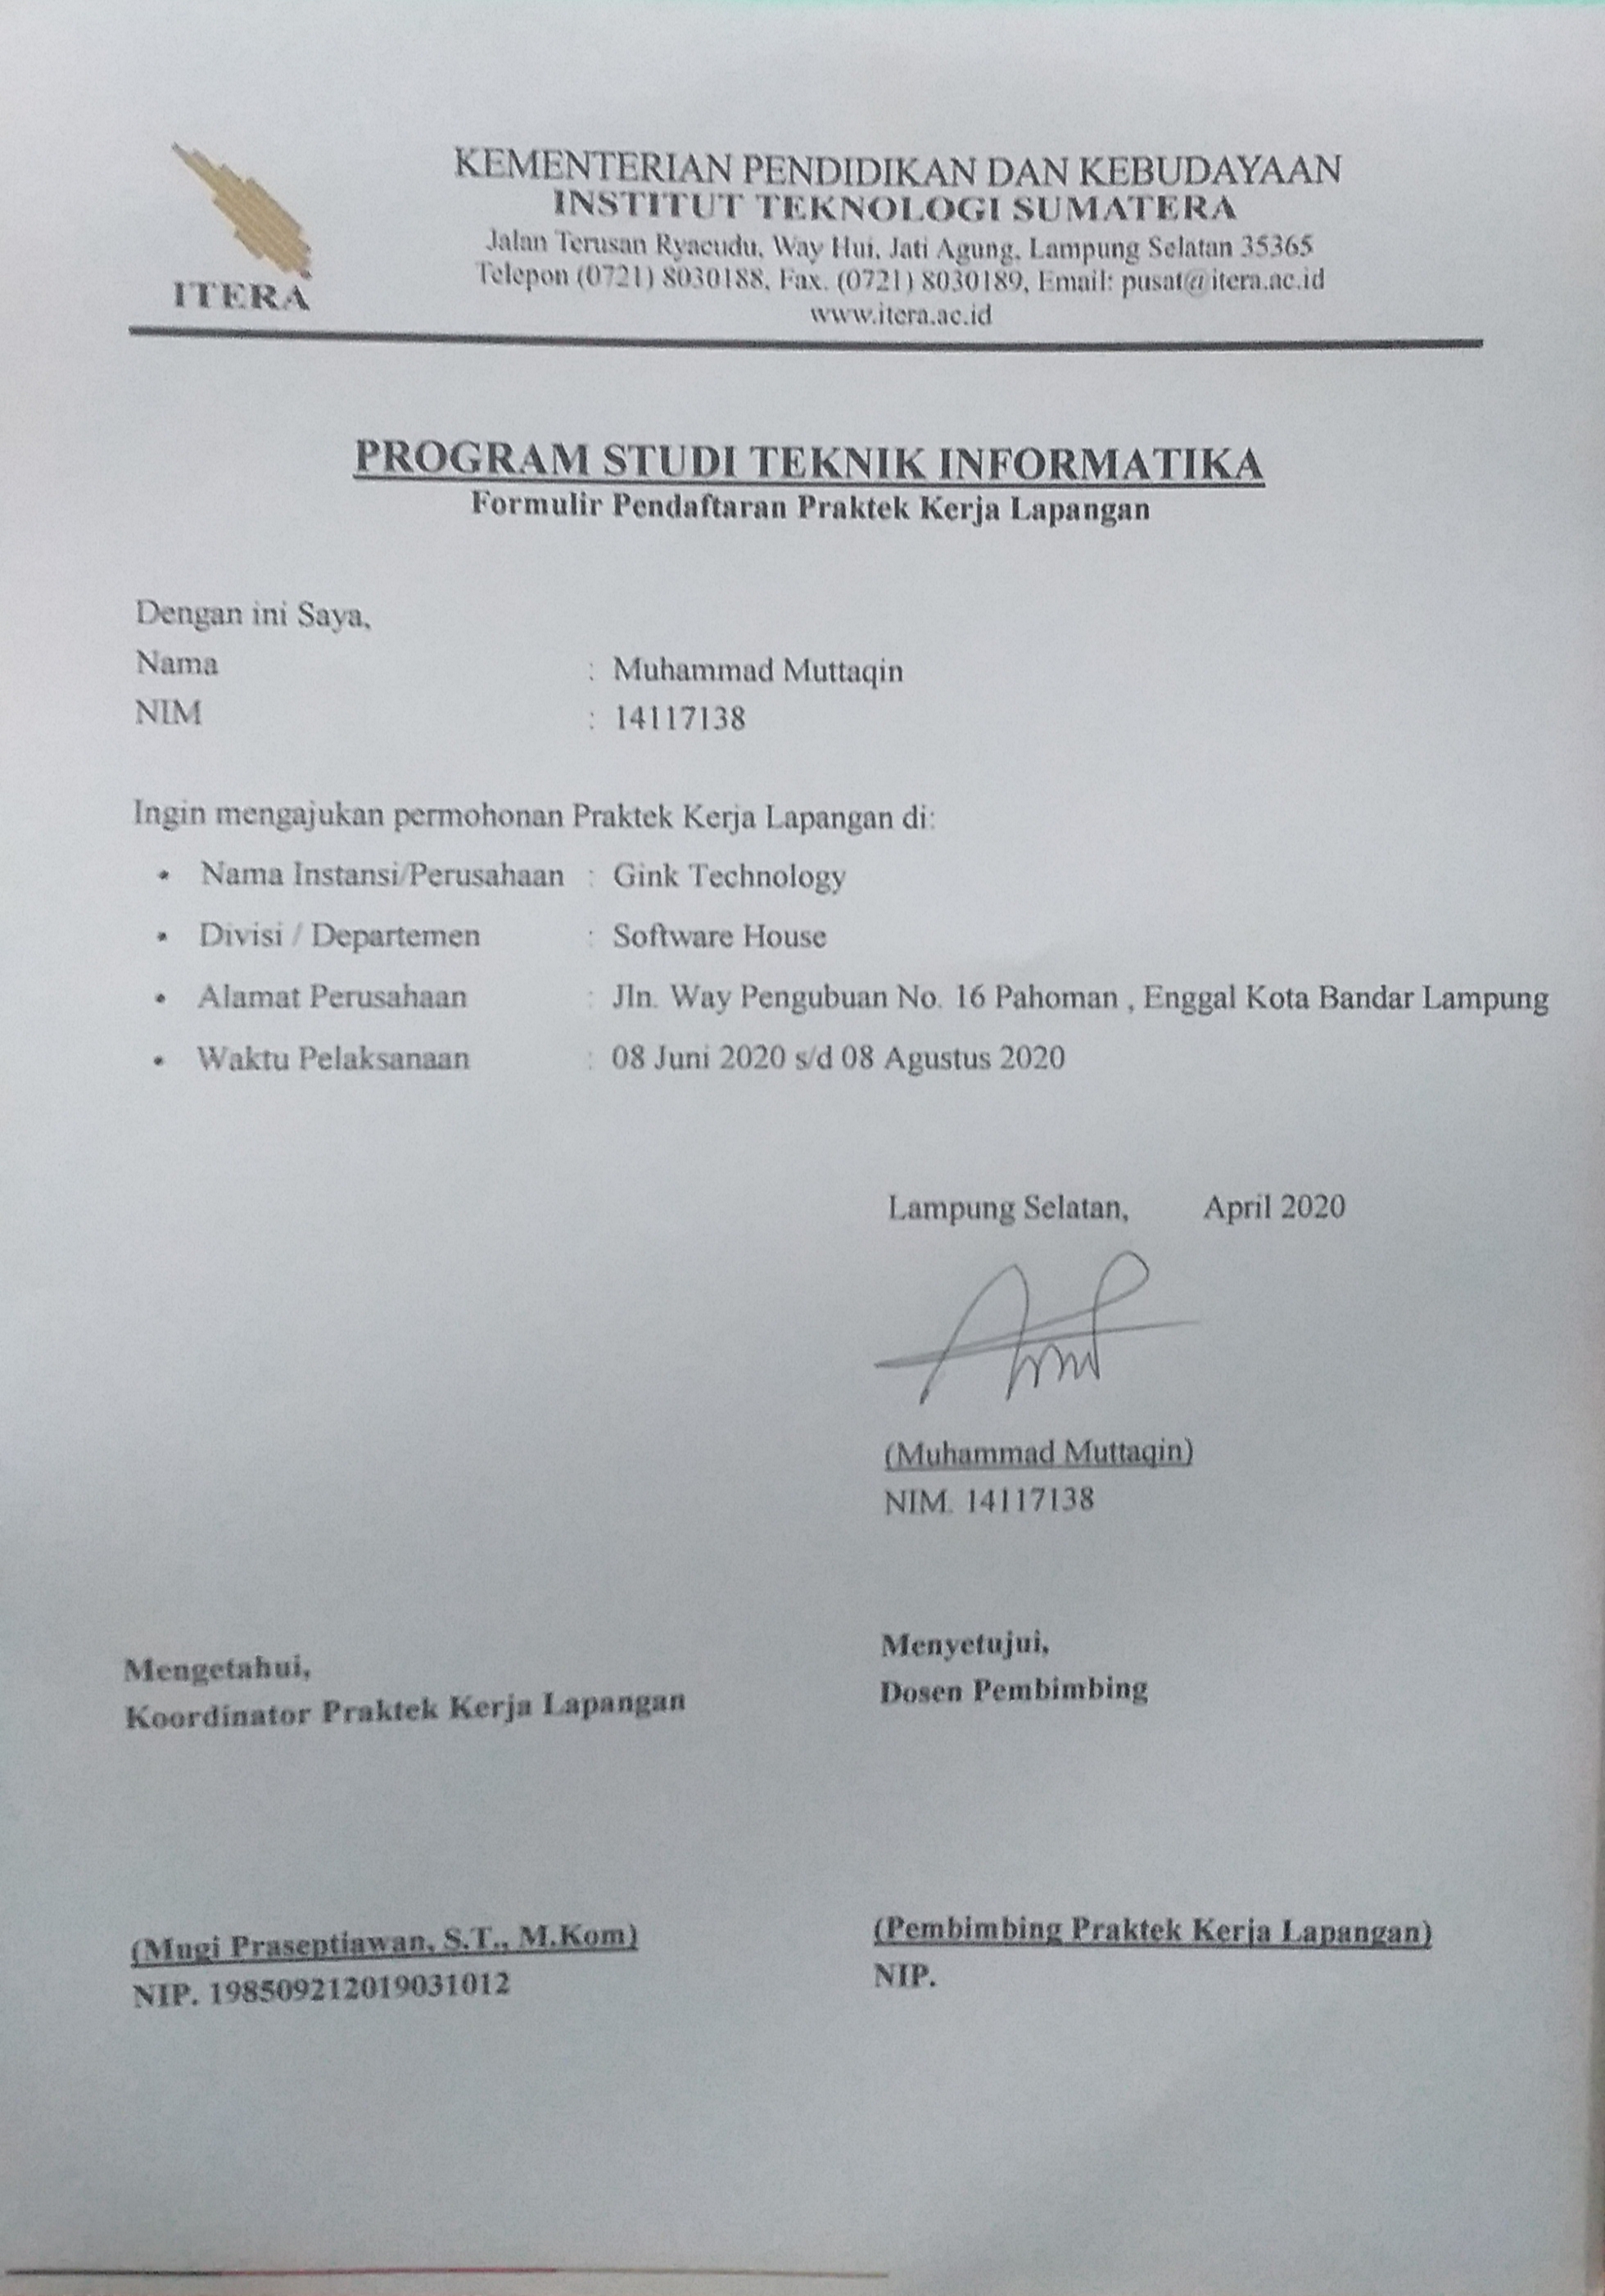 KEMENTERIAN PENDIDIKAN DAN KEBUDAYAAN
INSTITUT TEKNOLOGI SUMATERA
Jalan Terusan Ryacudu, Way Hui, Jati Agung, Lampung Selatan 35365
Telepon (0721) 8030188, Fax. (0721) 8030189, Email: pusat@itera.ac.id
www.itera.ac.id
ITERA
PROGRAM STUDI TEKNIK INFORMATIKA
Formulir Pendaftaran Praktek Kerja Lapangan
Dengan ini Saya,
Nama : Muhammad Muttaqin
NIM : 14117138
Ingin mengajukan permohonan Praktek Kerja Lapangan di:
• Nama Instansi/Perusahaan : Gink Technology
• Divisi / Departemen : Software House
• Alamat Perusahaan : Jln. Way Pengubuan No. 16 Pahoman , Enggal Kota Bandar Lampung
• Waktu Pelaksanaan : 08 Juni 2020 s/d 08 Agustus 2020
Lampung Selatan, April 2020
(Muhammad Muttaqin)
NIM. 14117138
Mengetahui,
Koordinator Praktek Kerja Lapangan
(Mugi Praseptiawan, S.T., M.Kom)
NIP. 198509212019031012
Menyetujui,
Dosen Pembimbing
(Pembimbing Praktek Kerja Lapangan)
NIP.